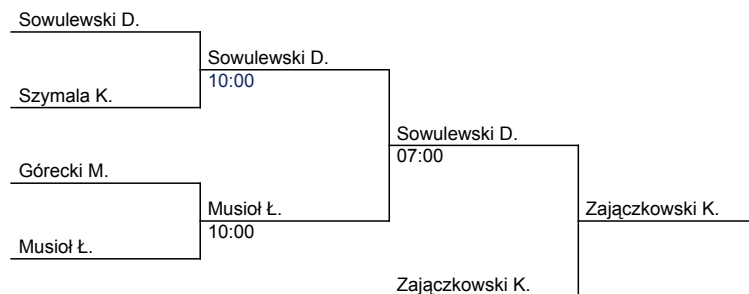 Sowulewski D.
Sowulewski D.
10:00
Szymala K.
Sowulewski D.
07:00
Górecki M.
Musioł Ł.
10:00
Zajączkowski K.
Musioł Ł.
Zajączkowski K.